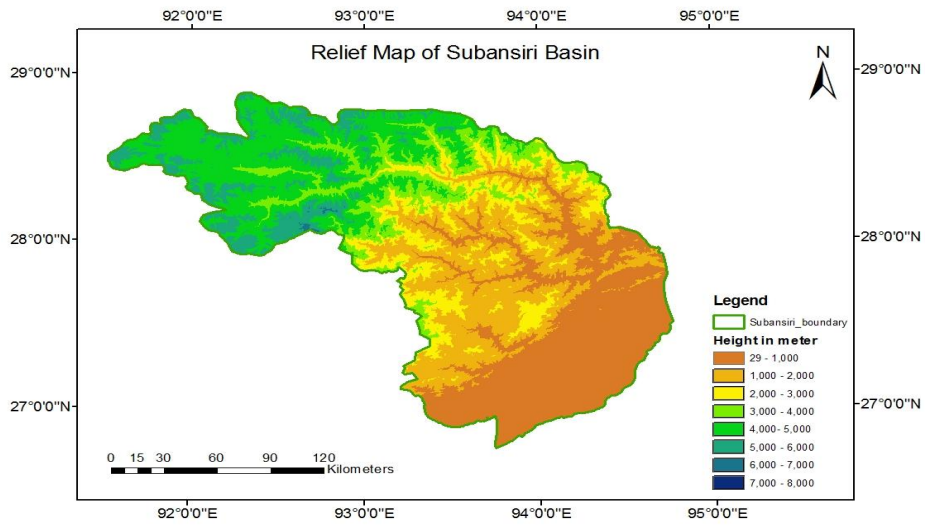 92°0'0"E 93°0'0"E 94°0'0"E 95°0'0"E
Relief Map of Subansiri Basin
N
29°0'0"N 29°0'0"N
28°0'0"N 28°0'0"N
Legend
Subansiri_boundary
Height in meter
29 - 1,000
1,000 - 2,000
2,000 - 3,000
3,000 - 4,000
4,000 - 5,000
5,000 - 6,000
6,000 - 7,000
7,000 - 8,000
27°0'0"N 27°0'0"N
0 15 30 60 90 120
Kilometers
92°0'0"E 93°0'0"E 94°0'0"E 95°0'0"E